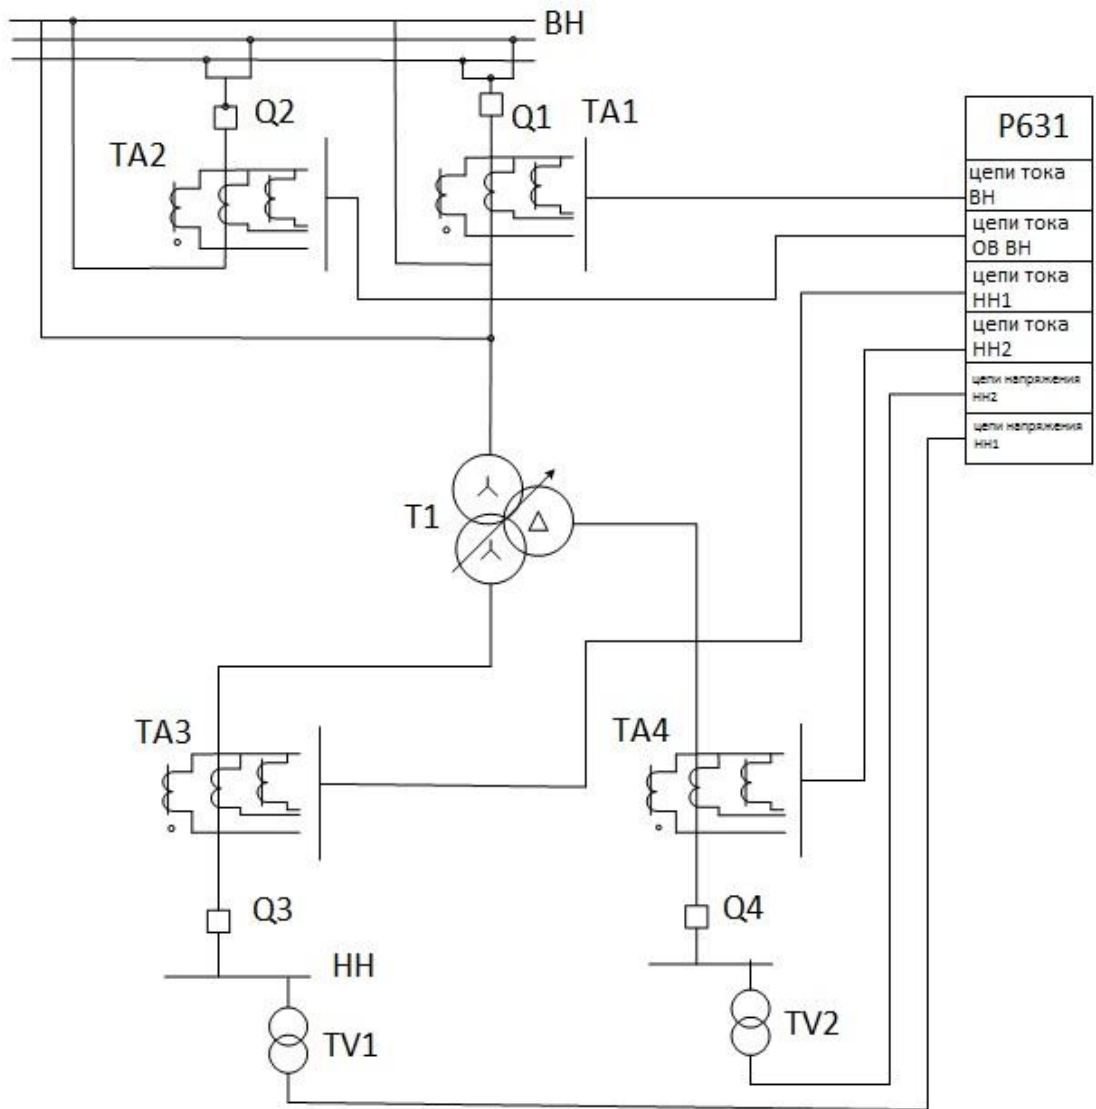 ВН
Q2
Q1
TA1
TA2
P631
цепи тока
ВН
цепи тока
ОВ ВН
цепи тока
НН1
цепи тока
НН2
цепи напряжения
НН2
цепи напряжения
НН1
T1
TA3
TA4
Q3
Q4
НН
TV1
TV2